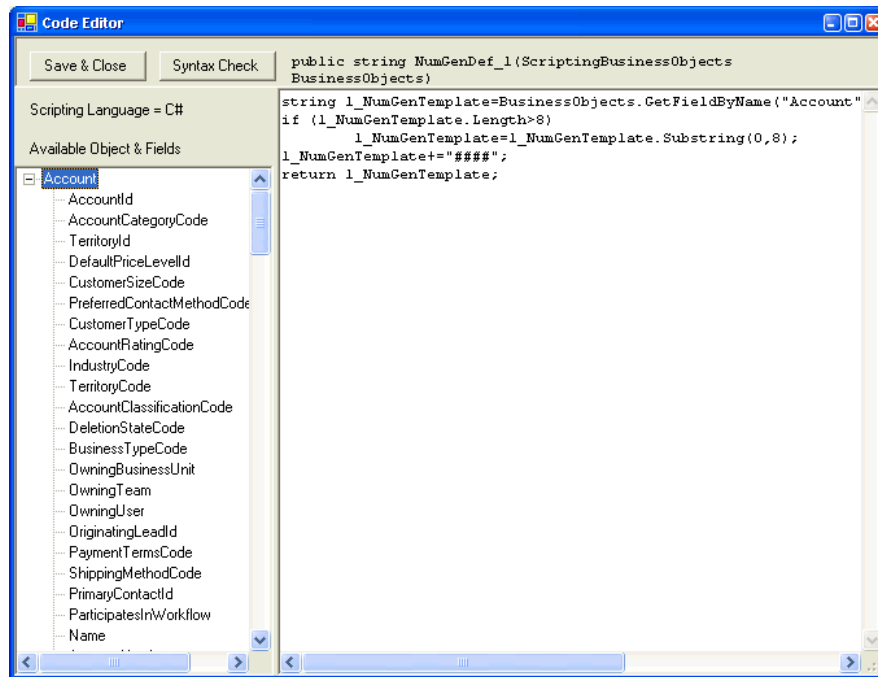 Code Editor
Save & Close
Syntax Check
public string NumGenDef_1(ScriptingBusinessObjects
BusinessObjects)
Scripting Language = C#
Available Object & Fields
Account
AccountId
AccountCategoryCode
TerritoryId
DefaultPriceLevelId
CustomerSizeCode
PreferredContactMethodCode
CustomerTypeCode
AccountRatingCode
IndustryCode
TerritoryCode
AccountClassificationCode
DeletionStateCode
BusinessTypeCode
OwningBusinessUnit
OwningTeam
OwningUser
OriginatingLeadId
PaymentTermsCode
ShippingMethodCode
PrimaryContactId
ParticipatesInWorkflow
Name
string l_NumGenTemplate=BusinessObjects.GetFieldByName("Account"
if (l_NumGenTemplate.Length>8)
l_NumGenTemplate=l_NumGenTemplate.Substring(0,8);
l_NumGenTemplate+="####";
return l_NumGenTemplate;